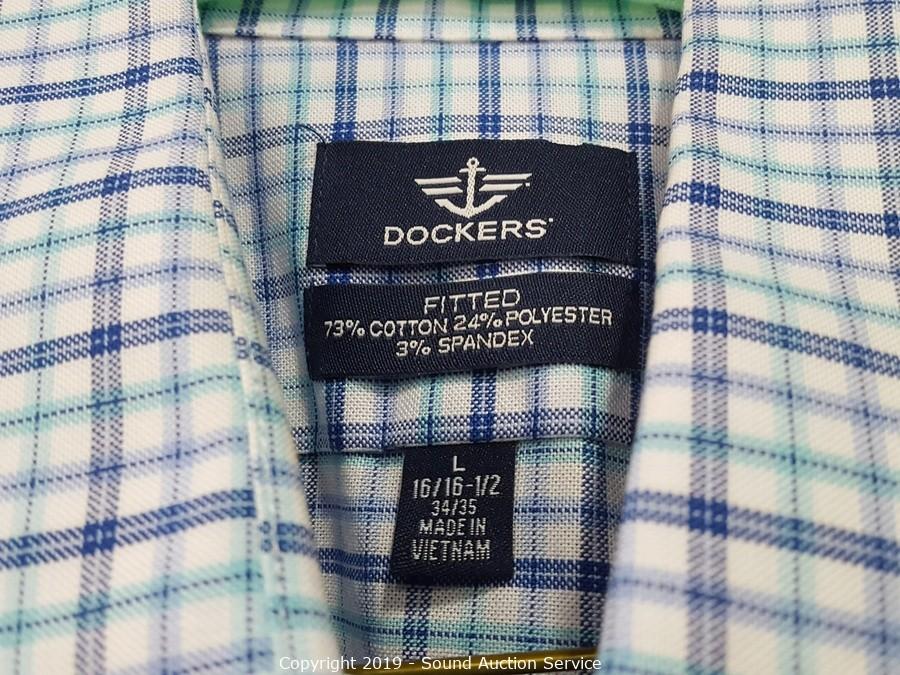 DOCKERS
FITTED
73% COTTON 24% POLYESTER
3% SPANDEX
L
16/16-1/2
34/35
MADE IN
VIETNAM
Copyright 2019 - Sound Auction Service